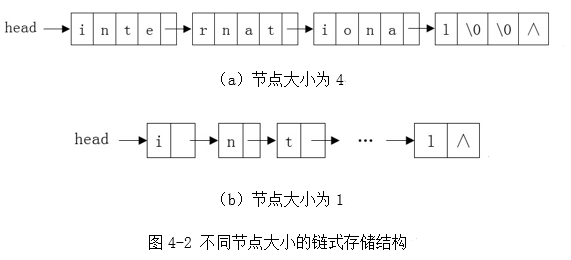 head i n t e r n a t i o n a l \0 \0 ∧
（a）节点大小为 4
head i n t … l ∧
（b）节点大小为 1
图 4-2 不同节点大小的链式存储结构